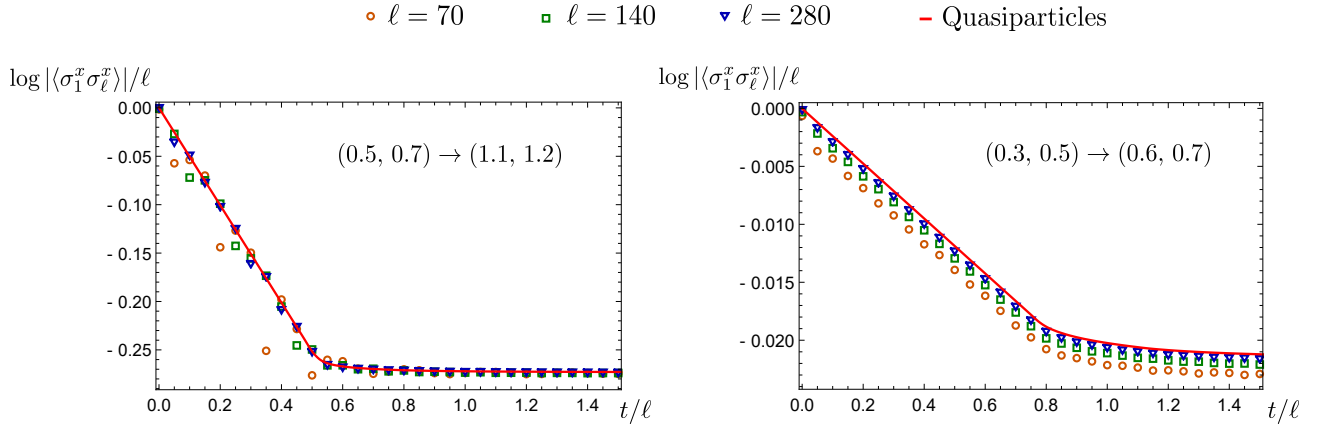 ℓ = 70 ℓ = 140 ℓ = 280 Quasiparticles
log |⟨σ₁ˣσℓˣ⟩|/ℓ
(0.5, 0.7) → (1.1, 1.2)
0.00
- 0.05
- 0.10
- 0.15
- 0.20
- 0.25
0.0 0.2 0.4 0.6 0.8 1.0 1.2 1.4 t/ℓ
log |⟨σ₁ˣσℓˣ⟩|/ℓ
(0.3, 0.5) → (0.6, 0.7)
0.000
- 0.005
- 0.010
- 0.015
- 0.020
0.0 0.2 0.4 0.6 0.8 1.0 1.2 1.4 t/ℓ